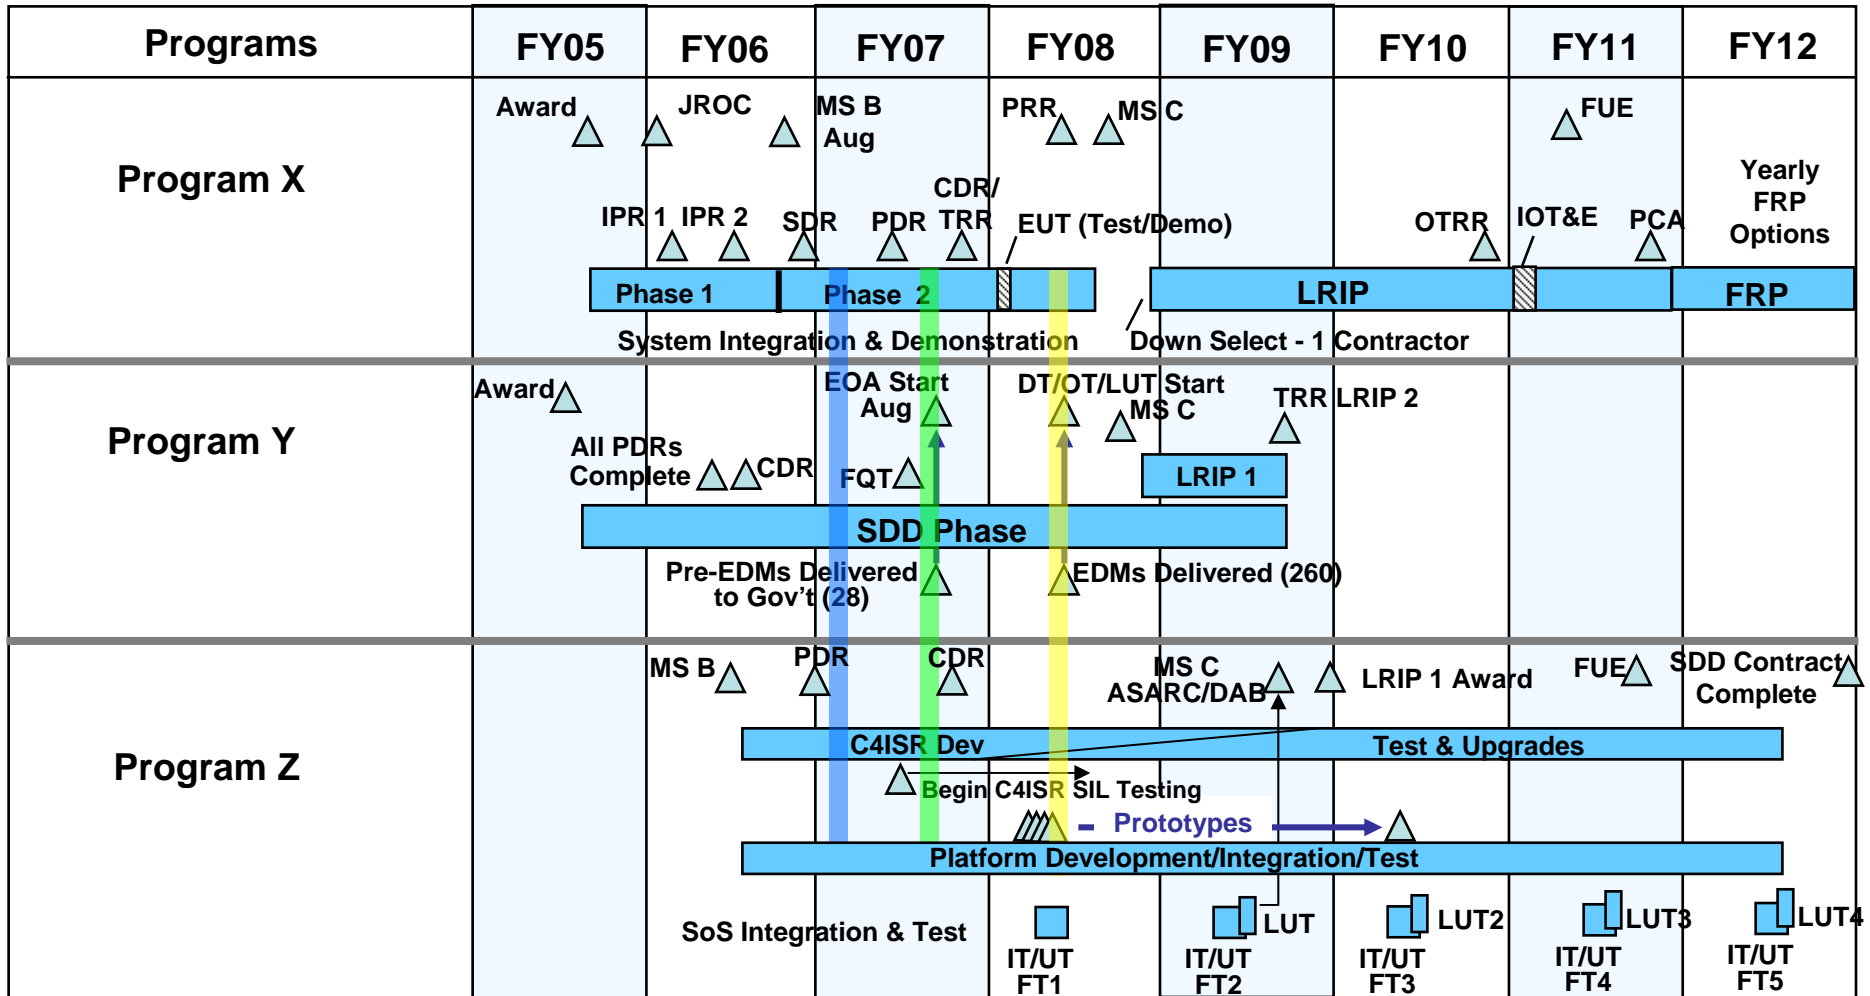 Programs FY05 FY06 FY07 FY08 FY09 FY10 FY11 FY12
Program X
Award
JROC
MS B
Aug
PRR
MS C
FUE
IPR 1
IPR 2
SDR
PDR
CDR/
TRR
EUT (Test/Demo)
OTRR
IOT&E
PCA
Yearly
FRP
Options
Phase 1
Phase 2
LRIP
FRP
System Integration & Demonstration
Down Select - 1 Contractor
Program Y
Award
EOA Start
Aug
DT/OT/LUT Start
MS C
TRR LRIP 2
All PDRs
Complete
CDR
FQT
LRIP 1
SDD Phase
Pre-EDMs Delivered
to Gov't (28)
EDMs Delivered (260)
Program Z
MS B
PDR
CDR
MS C
ASARC/DAB
LRIP 1 Award
FUE
SDD Contract
Complete
C4ISR Dev
Test & Upgrades
Begin C4ISR SIL Testing
Prototypes
Platform Development/Integration/Test
SoS Integration & Test
IT/UT
FT1
LUT
IT/UT
FT2
LUT2
IT/UT
FT3
LUT3
IT/UT
FT4
LUT4
IT/UT
FT5